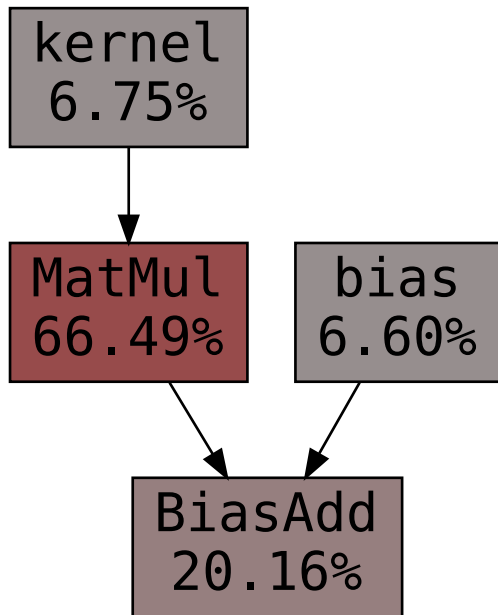 kernel
6.75%
MatMul
66.49%
bias
6.60%
BiasAdd
20.16%